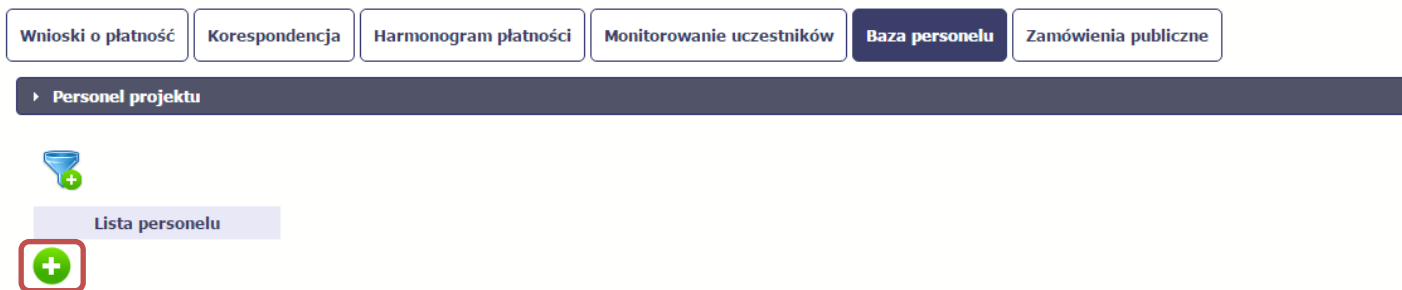 Wnioski o płatność Korespondencja Harmonogram płatności Monitorowanie uczestników Baza personelu Zamówienia publiczne
Personel projektu
Lista personelu